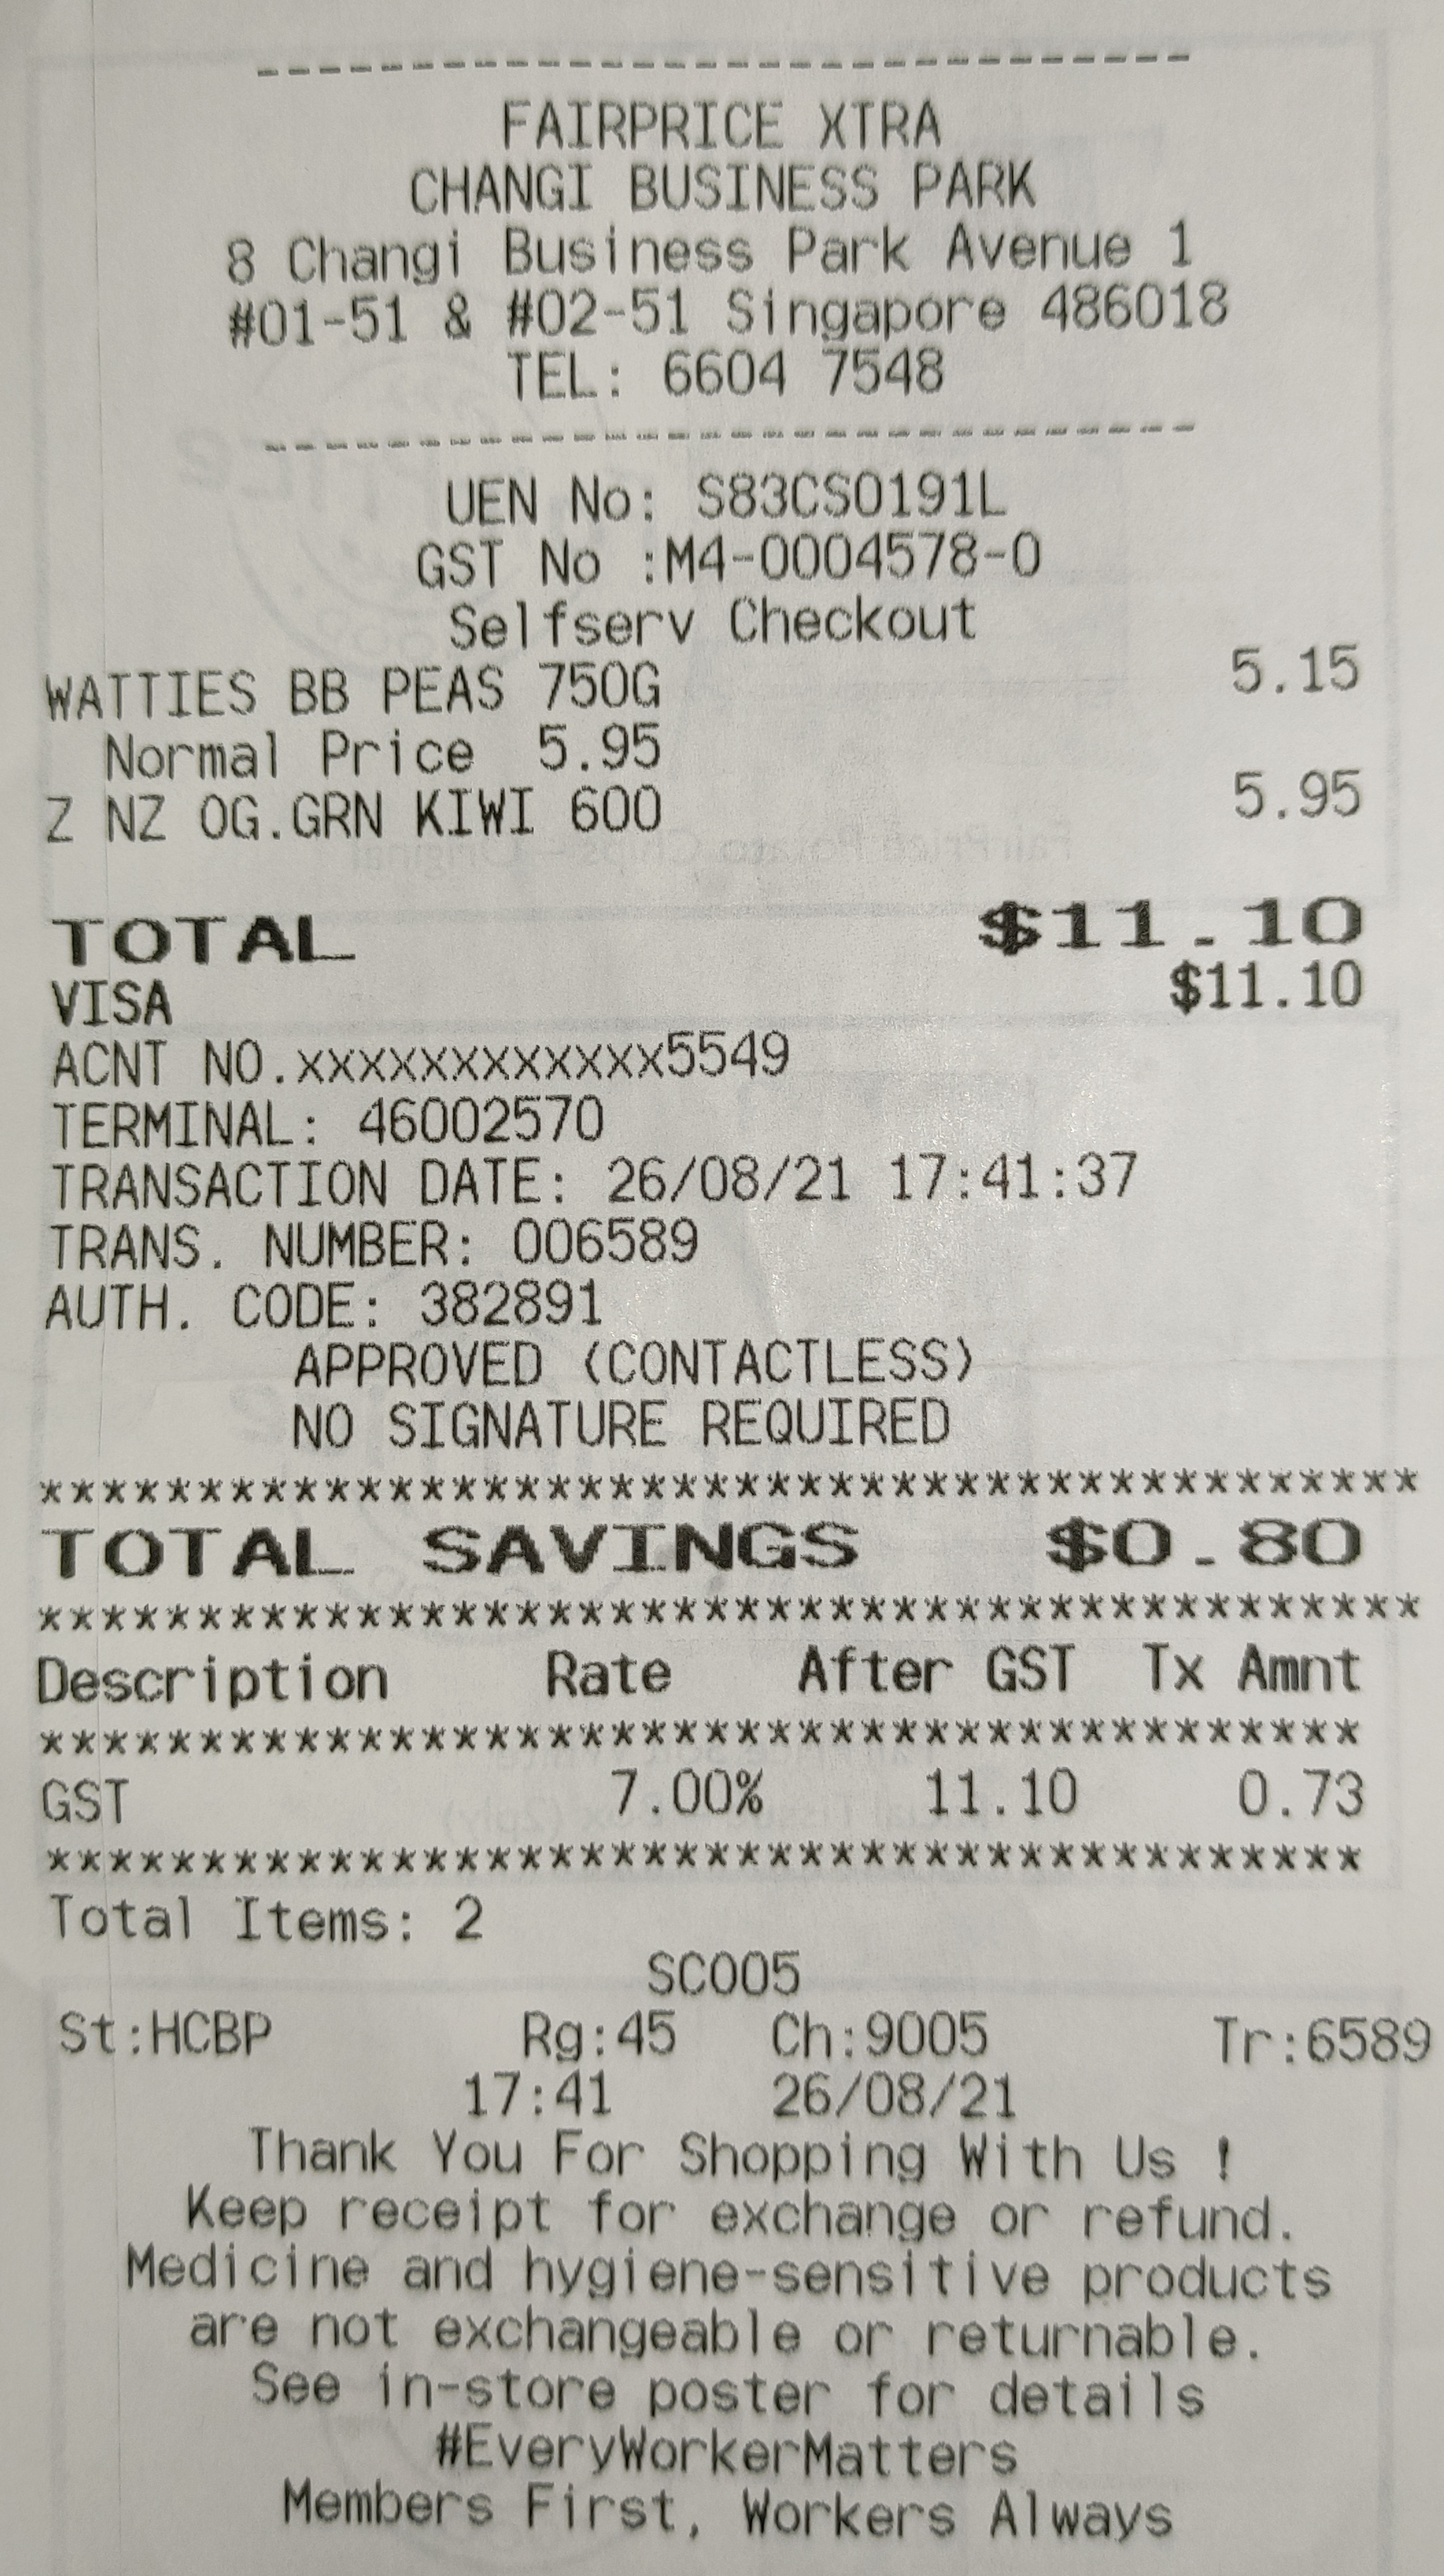 ------------------------------
FAIRPRICE XTRA
CHANGI BUSINESS PARK
8 Changi Business Park Avenue 1
#01-51 & #02-51 Singapore 486018
TEL: 6604 7548
------------------------------
UEN No: S83CS0191L
GST No :M4-0004578-0
Selfserv Checkout
WATTIES BB PEAS 750G 5.15
Normal Price 5.95
Z NZ OG.GRN KIWI 600 5.95
TOTAL $11.10
VISA $11.10
ACNT NO.xxxxxxxxxxxx5549
TERMINAL: 46002570
TRANSACTION DATE: 26/08/21 17:41:37
TRANS. NUMBER: 006589
AUTH. CODE: 382891
APPROVED (CONTACTLESS)
NO SIGNATURE REQUIRED
********************************************
TOTAL SAVINGS $0.80
********************************************
Description Rate After GST Tx Amnt
******************************************
GST 7.00% 11.10 0.73
******************************************
Total Items: 2
SC005
St:HCBP Rg:45 Ch:9005 Tr:6589
17:41 26/08/21
Thank You For Shopping With Us !
Keep receipt for exchange or refund.
Medicine and hygiene-sensitive products
are not exchangeable or returnable.
See in-store poster for details
#EveryWorkerMatters
Members First, Workers Always